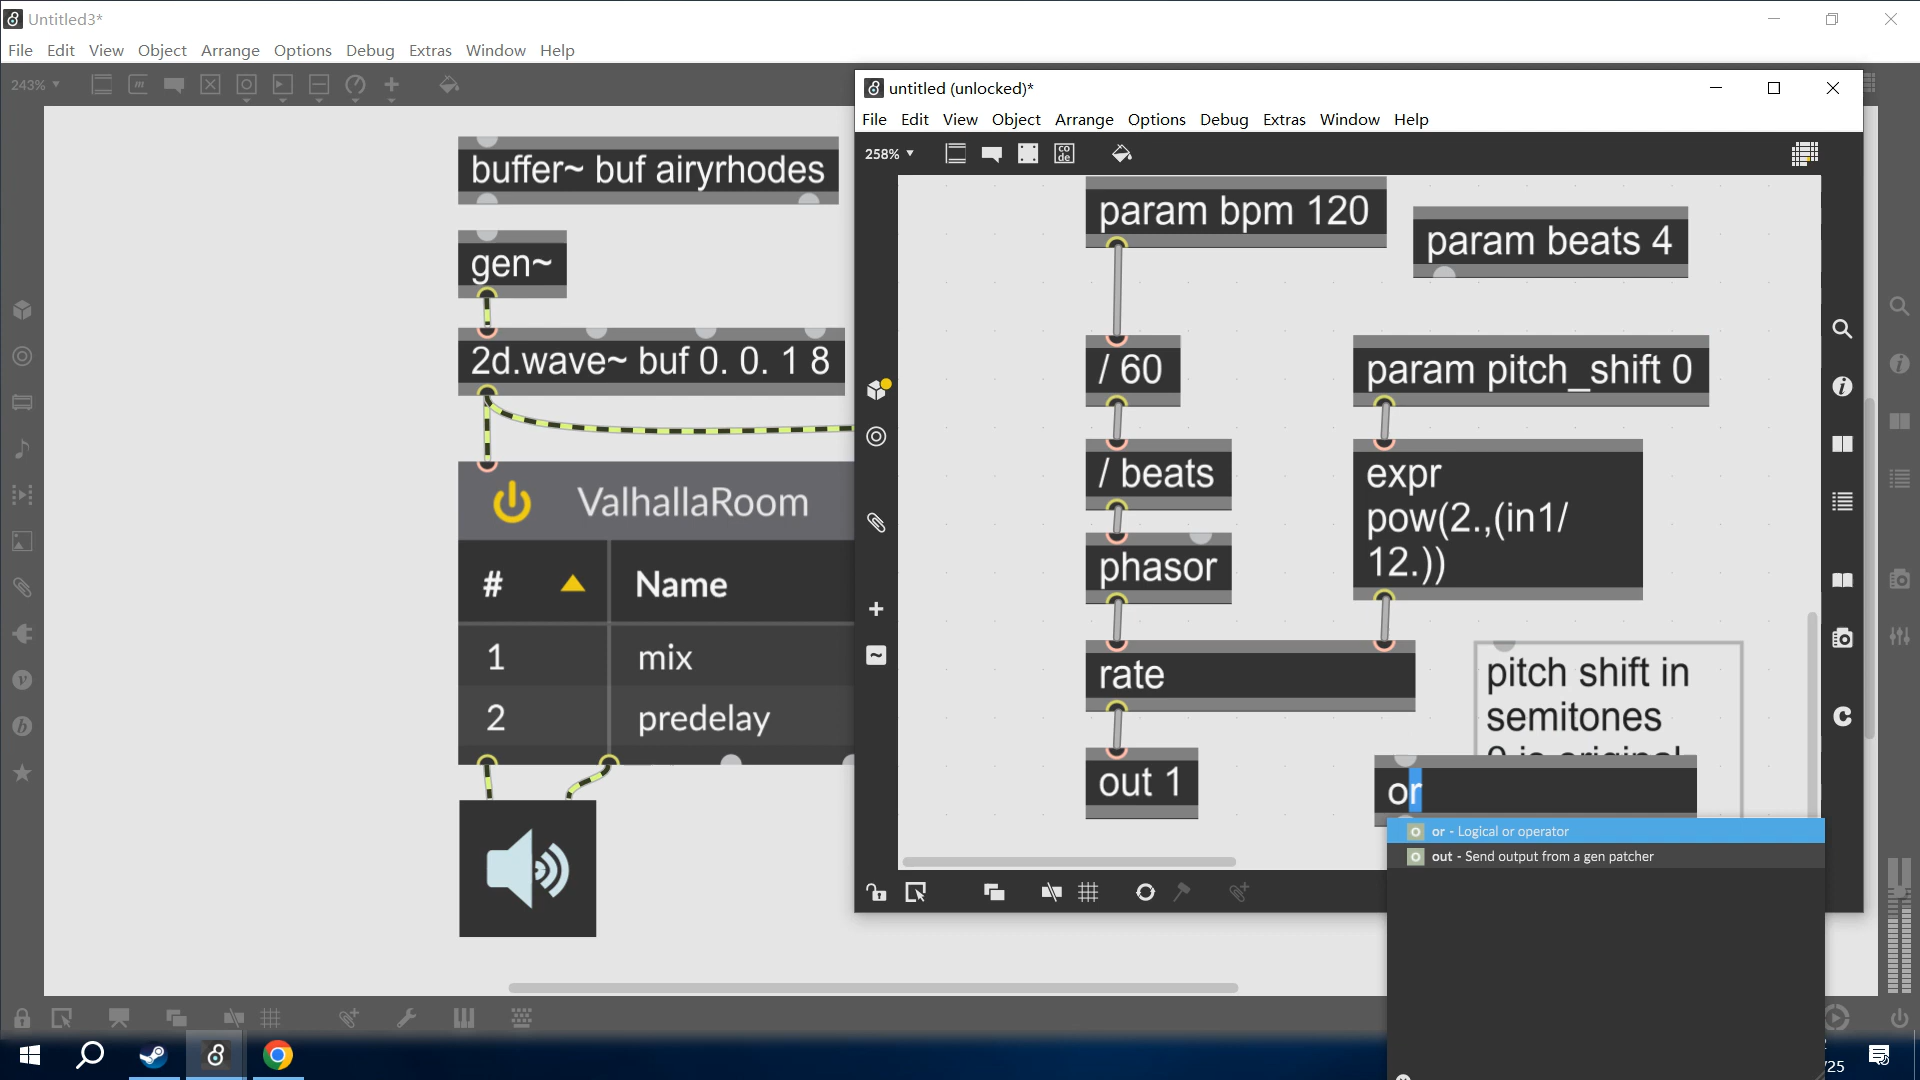 Untitled3*
File Edit View Object Arrange Options Debug Extras Window Help
243%
buffer~ buf airyrhodes
gen~
2d.wave~ buf 0. 0. 1 8
ValhallaRoom
# Name
1 mix
2 predelay
untitled (unlocked)*
File Edit View Object Arrange Options Debug Extras Window Help
258%
param bpm 120
param beats 4
/ 60
param pitch_shift 0
/ beats
expr
pow(2.,(in1/
12.))
phasor
rate
pitch shift in
semitones
out 1
or
or - Logical or operator
out - Send output from a gen patcher
/25